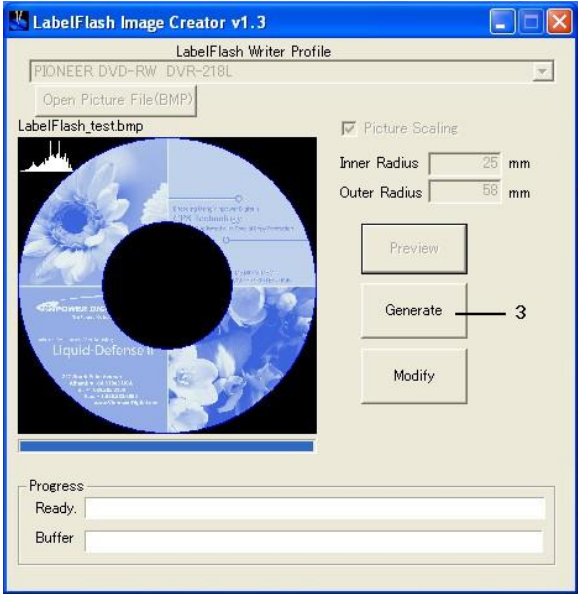 LabelFlash Image Creator v1.3
LabelFlash Writer Profile
PIONEER DVD-RW DVR-218L
Open Picture File(BMP)
LabelFlash_test.bmp
Picture Scaling
Inner Radius 25 mm
Outer Radius 58 mm
Preview
Generate
3
Modify
Technology
Liquid-Defense II
Progress
Ready.
Buffer